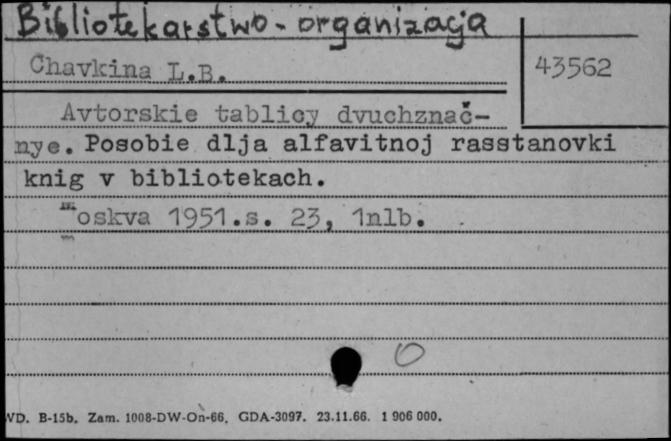 Bibliotekarstwo - organizacja
Chavkina L.B.
43562
Avtorskie tablicy dvuchznač-
nye. Posobie dlja alfavitnoj rasstanovki
knig v bibliotekach.
Moskva 1951.s. 23, 1nlb.
0
VD. B-15b. Zam. 1008-DW-On-66. GDA-3097. 23.11.66. 1 906 000.